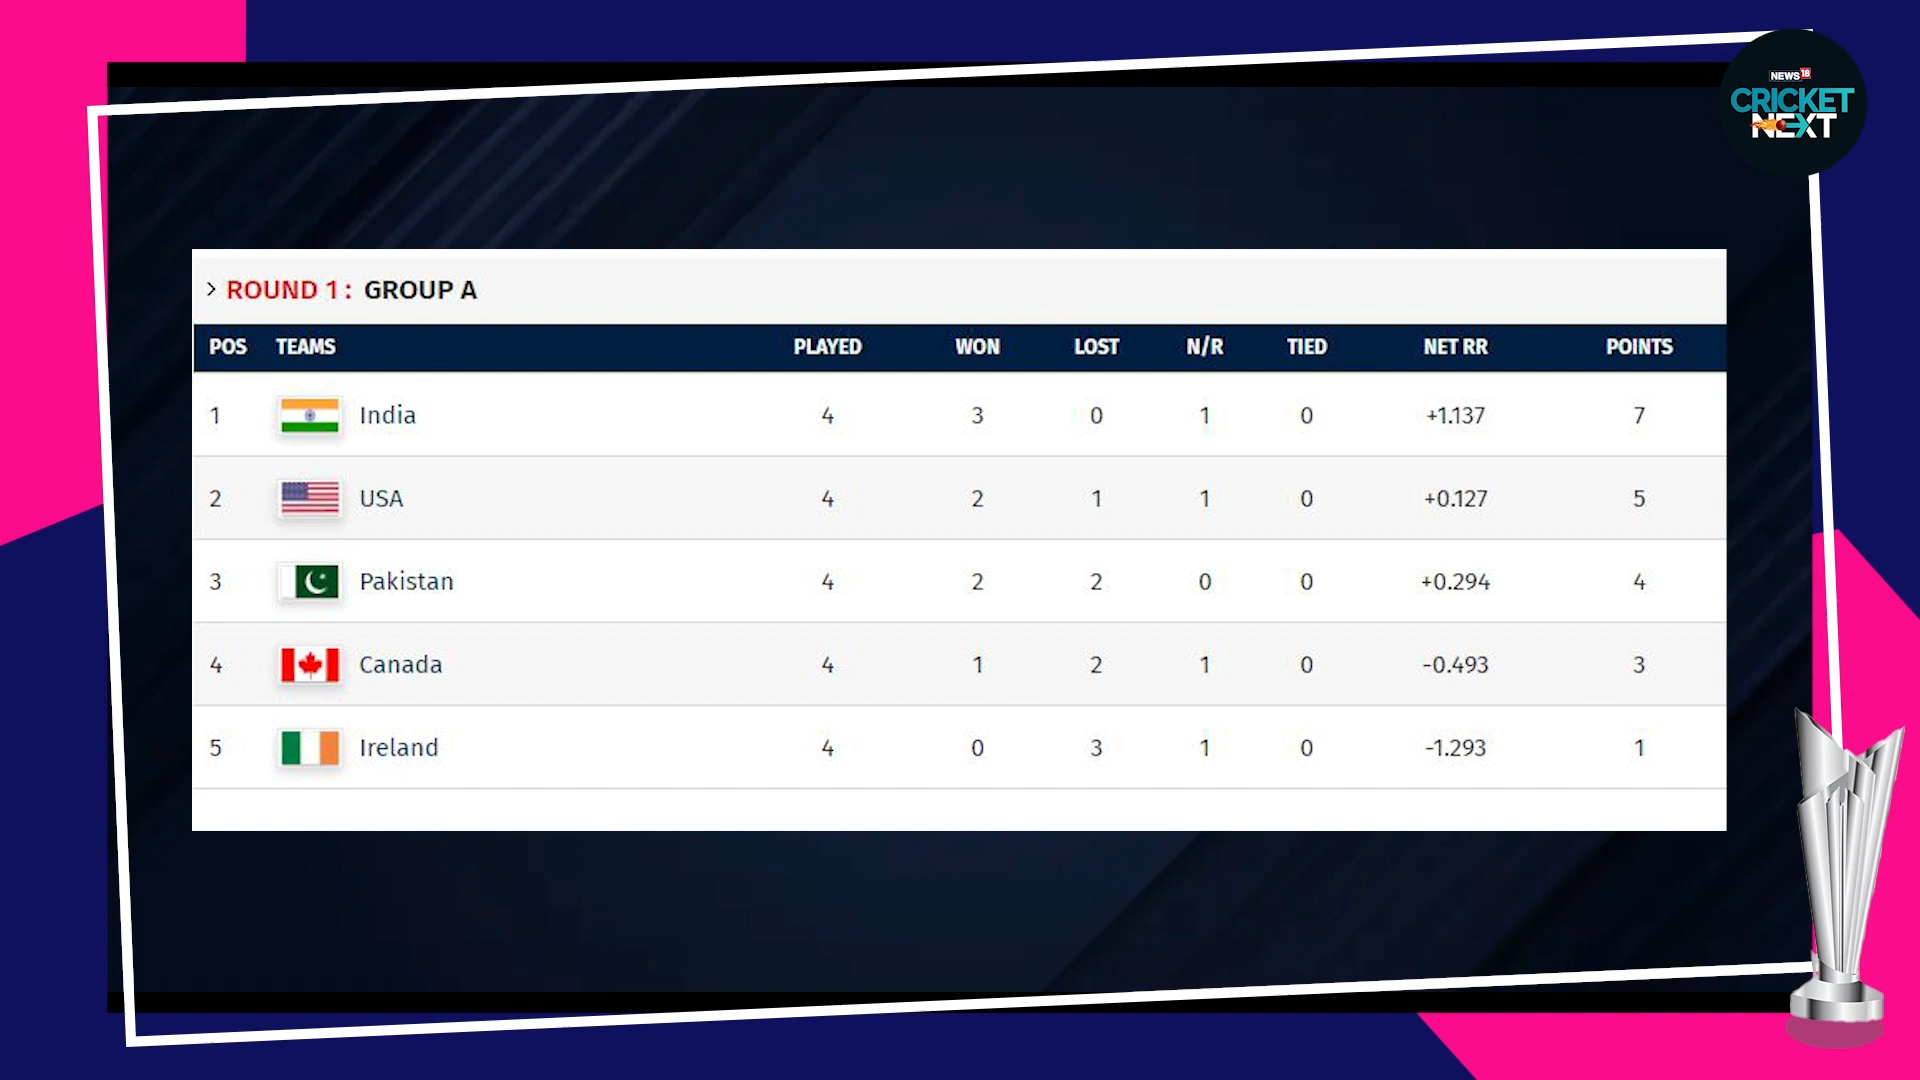 NEWS18
CRICKET
NEXT
> ROUND 1 : GROUP A
POS TEAMS PLAYED WON LOST N/R TIED NET RR POINTS
1 India 4 3 0 1 0 +1.137 7
2 USA 4 2 1 1 0 +0.127 5
3 Pakistan 4 2 2 0 0 +0.294 4
4 Canada 4 1 2 1 0 -0.493 3
5 Ireland 4 0 3 1 0 -1.293 1